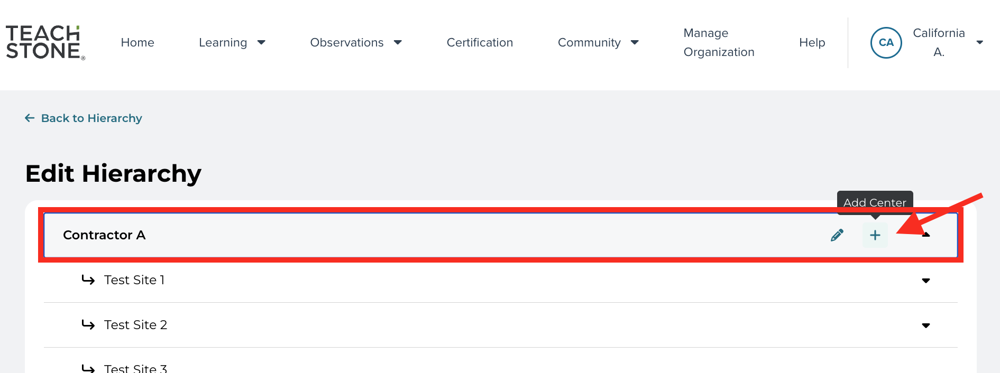 TEACH
STONE®
Home
Learning
Observations
Certification
Community
Manage
Organization
Help
CA
California
A.
Back to Hierarchy
Edit Hierarchy
Add Center
Contractor A
Test Site 1
Test Site 2
Test Site 3